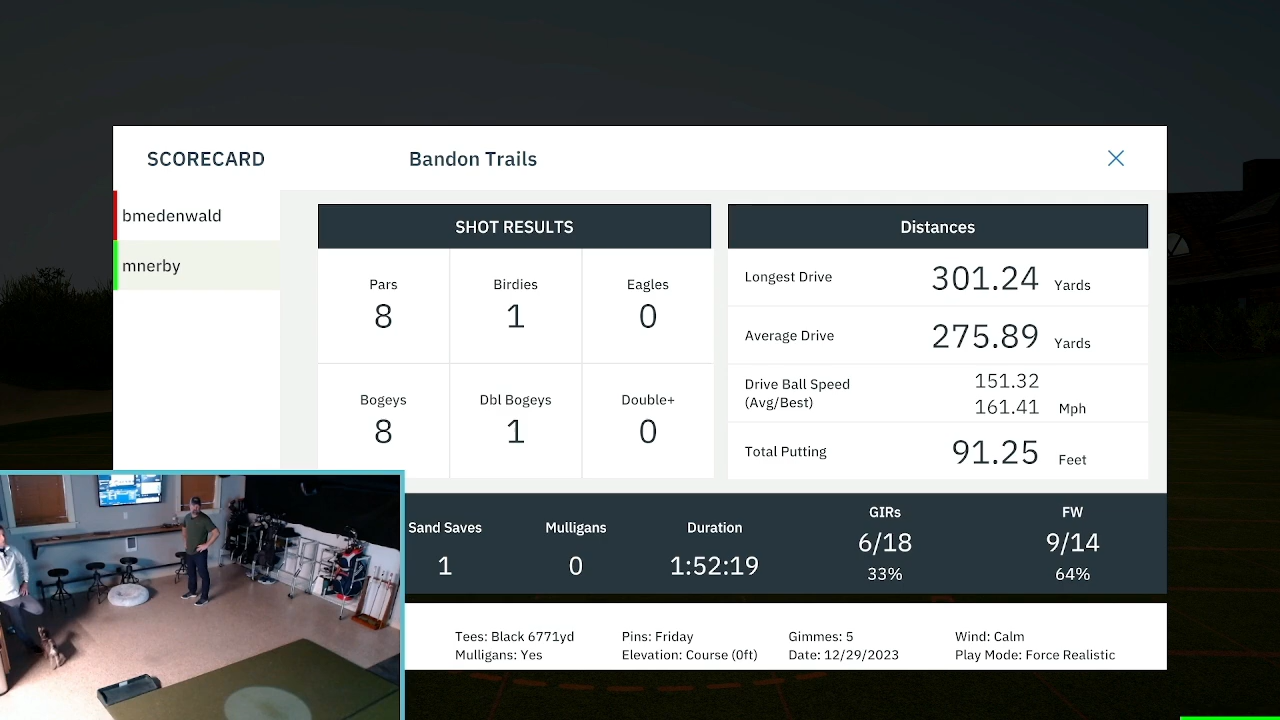 SCORECARD
Bandon Trails
bmedenwald
mnerby
SHOT RESULTS
Pars
8
Birdies
1
Eagles
0
Bogeys
8
Dbl Bogeys
1
Double+
0
Distances
Longest Drive 301.24 Yards
Average Drive 275.89 Yards
Drive Ball Speed
(Avg/Best)
151.32
161.41 Mph
Total Putting 91.25 Feet
Sand Saves
1
Mulligans
0
Duration
1:52:19
GIRs
6/18
33%
FW
9/14
64%
Tees: Black 6771yd
Mulligans: Yes
Pins: Friday
Elevation: Course (0ft)
Gimmes: 5
Date: 12/29/2023
Wind: Calm
Play Mode: Force Realistic